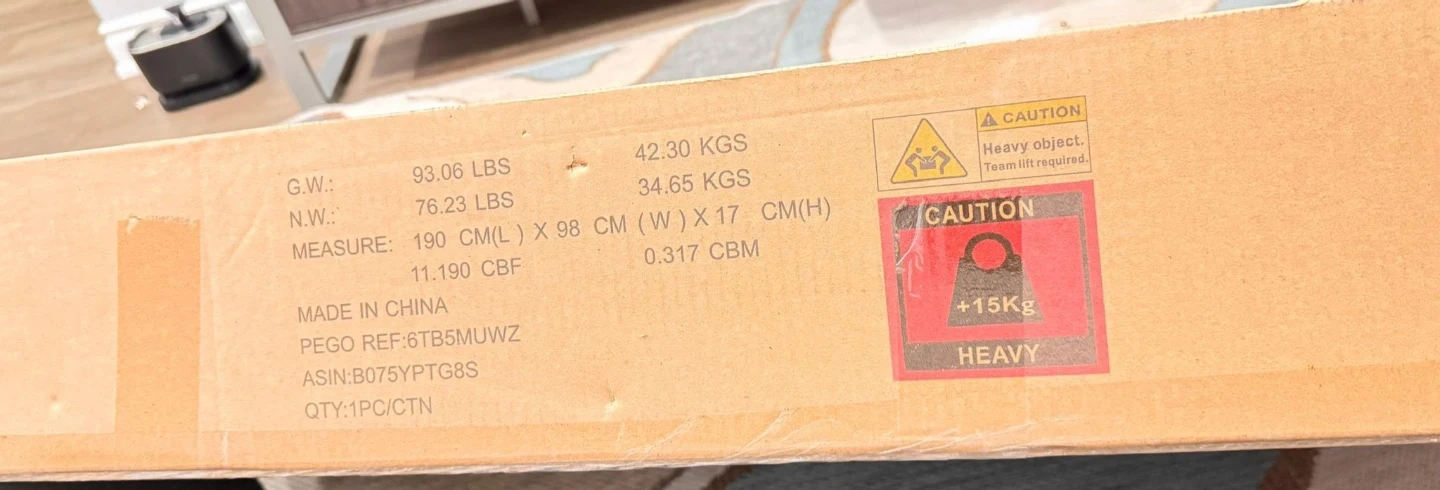 G.W.: 93.06 LBS 42.30 KGS
N.W.: 76.23 LBS 34.65 KGS
MEASURE: 190 CM(L ) X 98 CM ( W ) X 17 CM(H)
11.190 CBF 0.317 CBM
MADE IN CHINA
PEGO REF:6TB5MUWZ
ASIN:B075YPTG8S
QTY:1PC/CTN
CAUTION
Heavy object.
Team lift required.
CAUTION
+15Kg
HEAVY